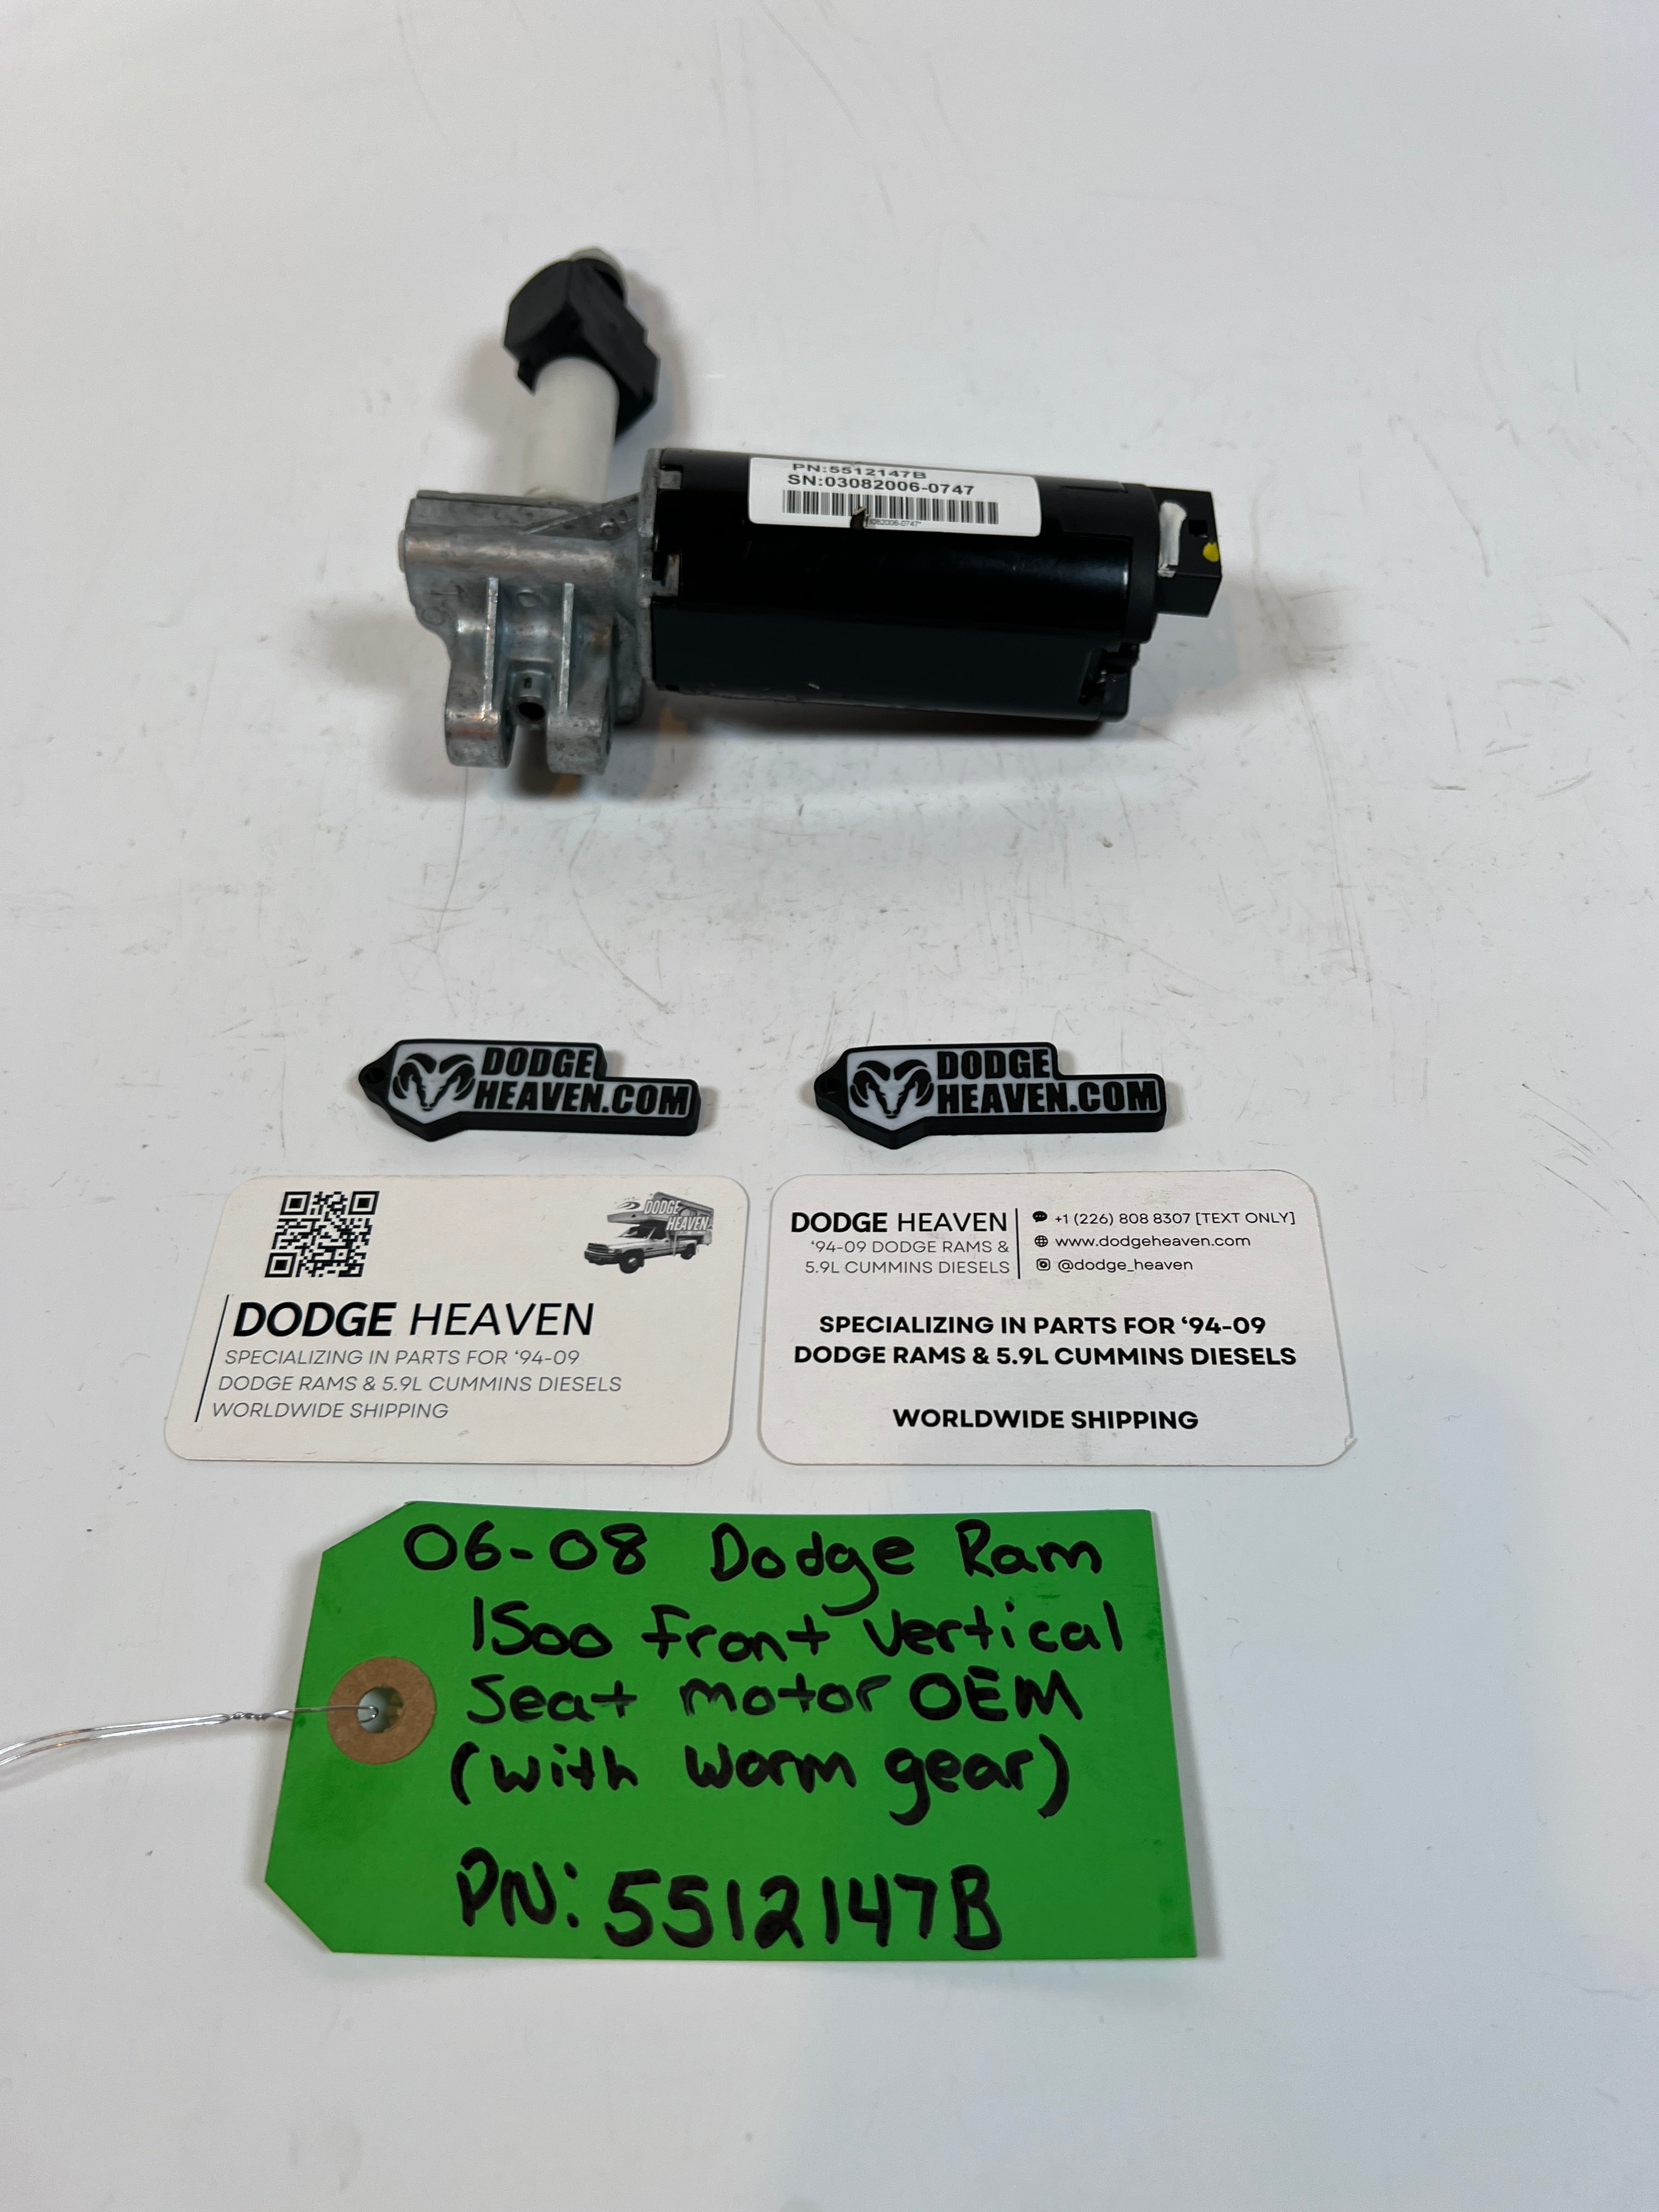 PN:5512147B
SN:03082006-0747
DODGE
HEAVEN.COM
DODGE
HEAVEN.COM
DODGE
HEAVEN
DODGE HEAVEN
SPECIALIZING IN PARTS FOR ‘94-09
DODGE RAMS & 5.9L CUMMINS DIESELS
WORLDWIDE SHIPPING
DODGE HEAVEN
‘94-09 DODGE RAMS &
5.9L CUMMINS DIESELS
+1 (226) 808 8307 [TEXT ONLY]
www.dodgeheaven.com
@dodge_heaven
SPECIALIZING IN PARTS FOR ‘94-09
DODGE RAMS & 5.9L CUMMINS DIESELS
WORLDWIDE SHIPPING
06-08 Dodge Ram
1500 Front Vertical
Seat motor OEM
(with worm gear)
PN: 5512147B